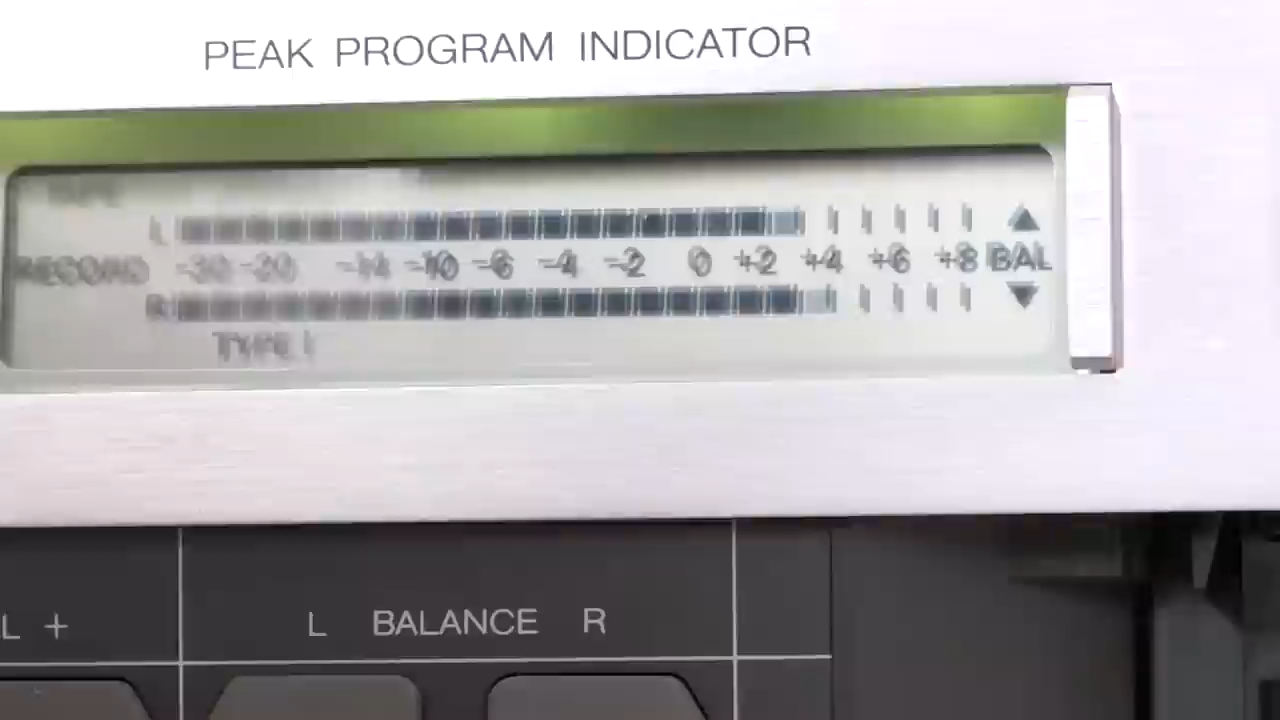 PEAK PROGRAM INDICATOR
TAPE
L
RECORD -30 -20 -14 -10 -6 -4 -2 0 +2 +4 +6 +8 BAL
R
TYPE I
L + L BALANCE R